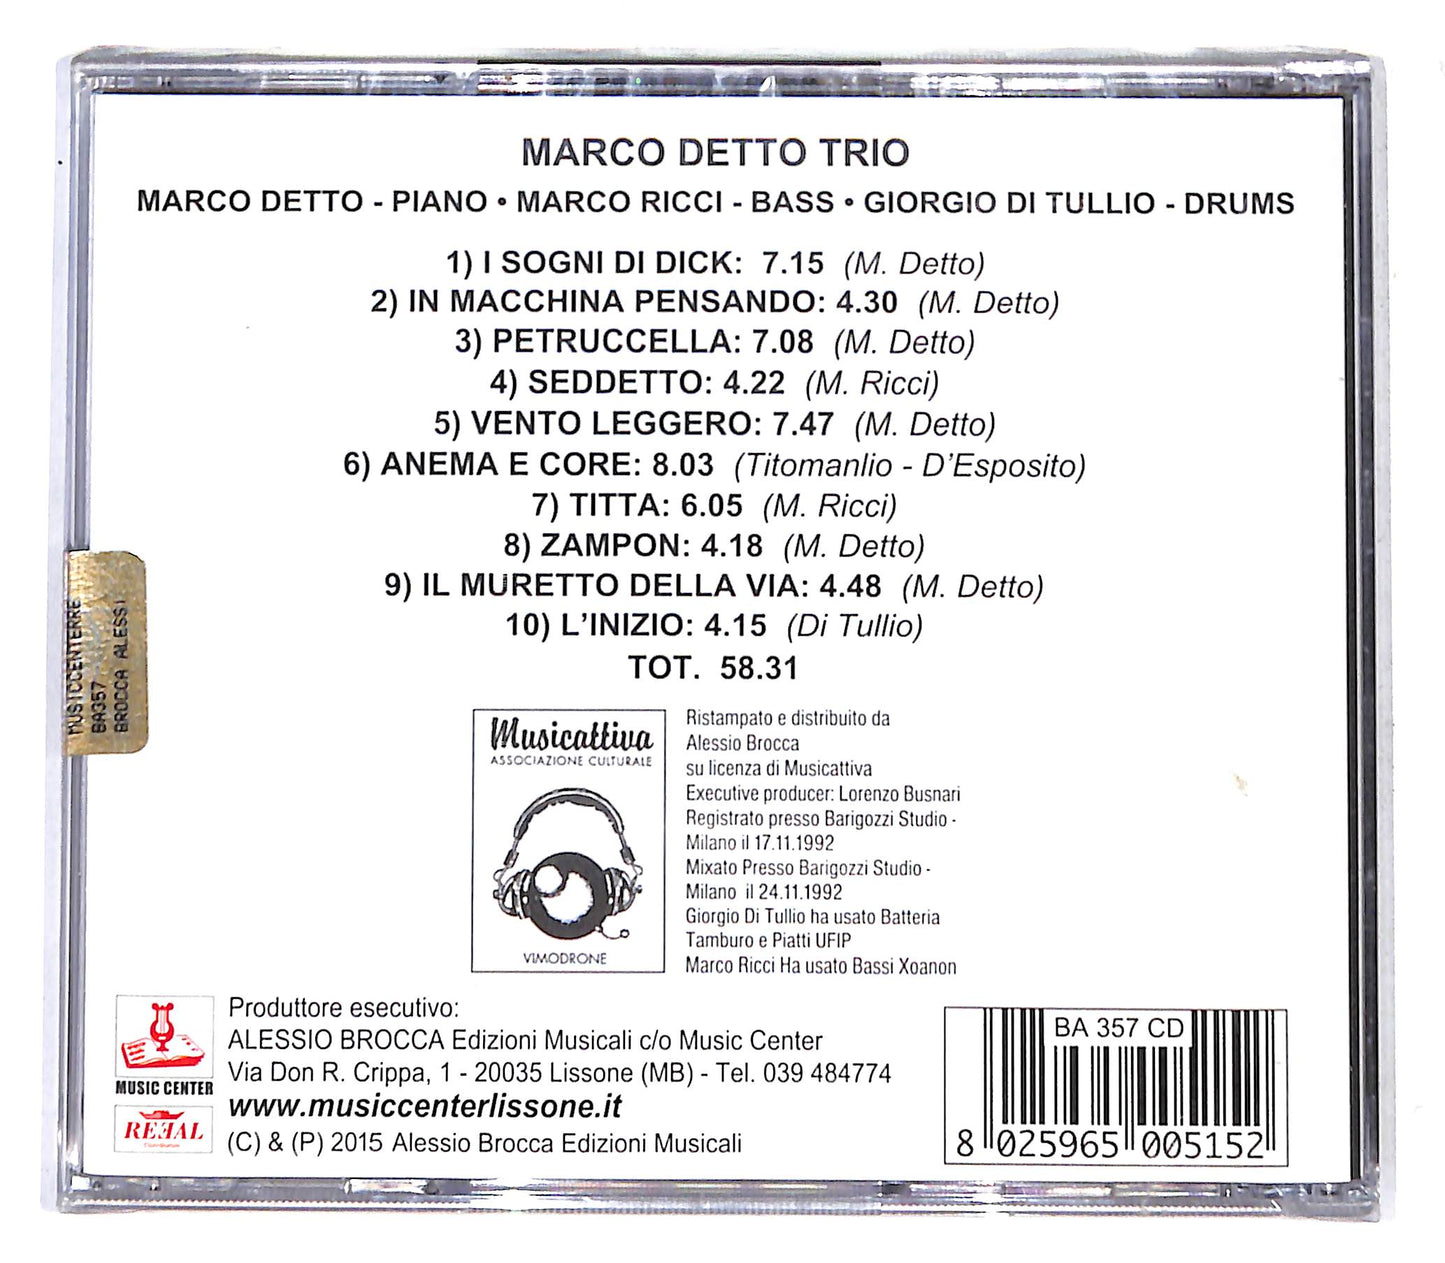 MARCO DETTO TRIO
MARCO DETTO - PIANO • MARCO RICCI - BASS • GIORGIO DI TULLIO - DRUMS
1) I SOGNI DI DICK: 7.15 (M. Detto)
2) IN MACCHINA PENSANDO: 4.30 (M. Detto)
3) PETRUCCELLA: 7.08 (M. Detto)
4) SEDDETTO: 4.22 (M. Ricci)
5) VENTO LEGGERO: 7.47 (M. Detto)
6) ANEMA E CORE: 8.03 (Titomanlio - D'Esposito)
7) TITTA: 6.05 (M. Ricci)
8) ZAMPON: 4.18 (M. Detto)
9) IL MURETTO DELLA VIA: 4.48 (M. Detto)
10) L'INIZIO: 4.15 (Di Tullio)
TOT. 58.31
MUSICCENTERRE
BA357
BROCCA ALESSI
Musicattiva
ASSOCIAZIONE CULTURALE
VIMODRONE
Ristampato e distribuito da
Alessio Brocca
su licenza di Musicattiva
Executive producer: Lorenzo Busnari
Registrato presso Barigozzi Studio -
Milano il 17.11.1992
Mixato Presso Barigozzi Studio -
Milano il 24.11.1992
Giorgio Di Tullio ha usato Batteria
Tamburo e Piatti UFIP
Marco Ricci Ha usato Bassi Xoanon
MUSIC CENTER
REAL
Produttore esecutivo:
ALESSIO BROCCA Edizioni Musicali c/o Music Center
Via Don R. Crippa, 1 - 20035 Lissone (MB) - Tel. 039 484774
www.musiccenterlissone.it
(C) & (P) 2015 Alessio Brocca Edizioni Musicali
BA 357 CD
8 025965 005152